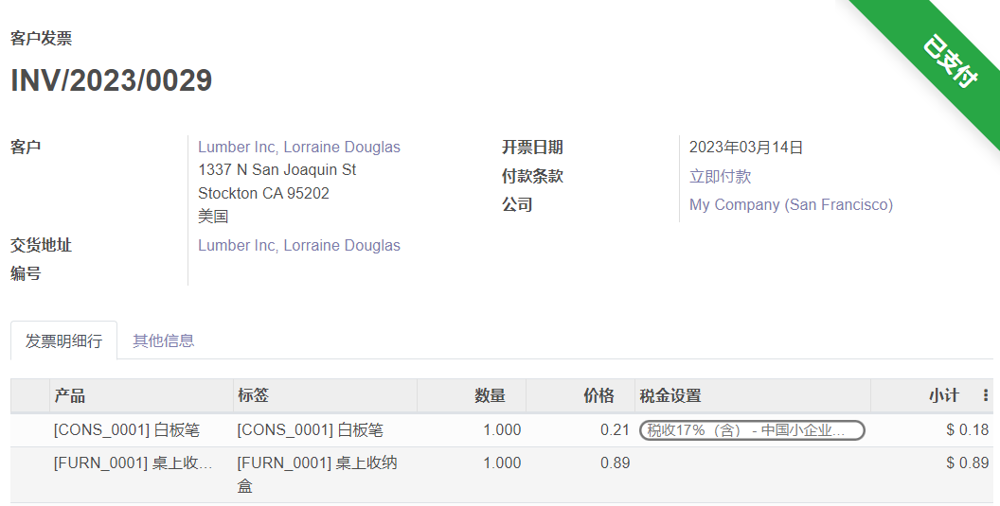 已支付
客户发票
INV/2023/0029
客户
Lumber Inc, Lorraine Douglas
1337 N San Joaquin St
Stockton CA 95202
美国
交货地址
Lumber Inc, Lorraine Douglas
编号
开票日期
2023年03月14日
付款条款
立即付款
公司
My Company (San Francisco)
发票明细行 其他信息
产品 标签 数量 价格 税金设置 小计
[CONS_0001] 白板笔 [CONS_0001] 白板笔 1.000 0.21 税收17%（含） - 中国小企业... $ 0.18
[FURN_0001] 桌上收... [FURN_0001] 桌上收纳 1.000 0.89 $ 0.89
盒